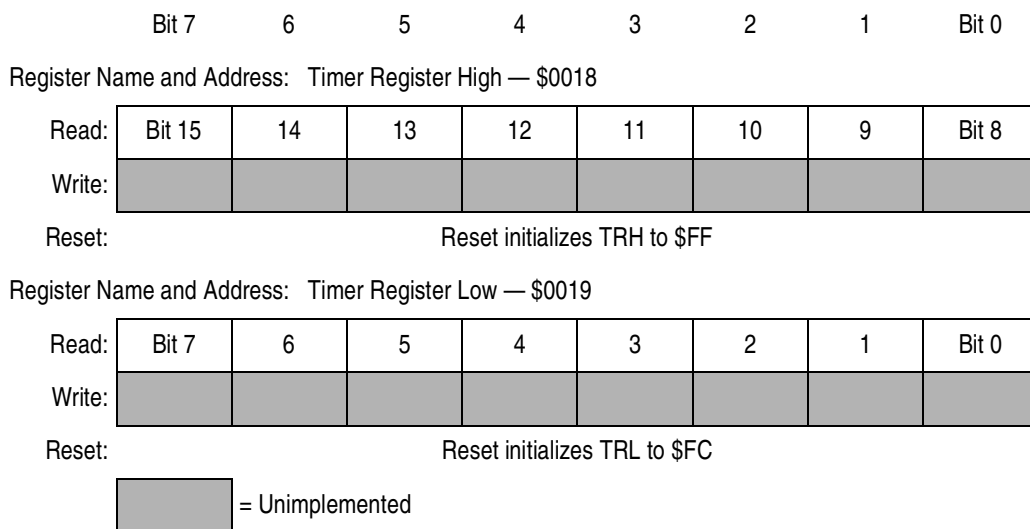 Bit 7 6 5 4 3 2 1 Bit 0
Register Name and Address: Timer Register High — $0018
Read: Bit 15 14 13 12 11 10 9 Bit 8
Write:
Reset: Reset initializes TRH to $FF
Register Name and Address: Timer Register Low — $0019
Read: Bit 7 6 5 4 3 2 1 Bit 0
Write:
Reset: Reset initializes TRL to $FC
= Unimplemented